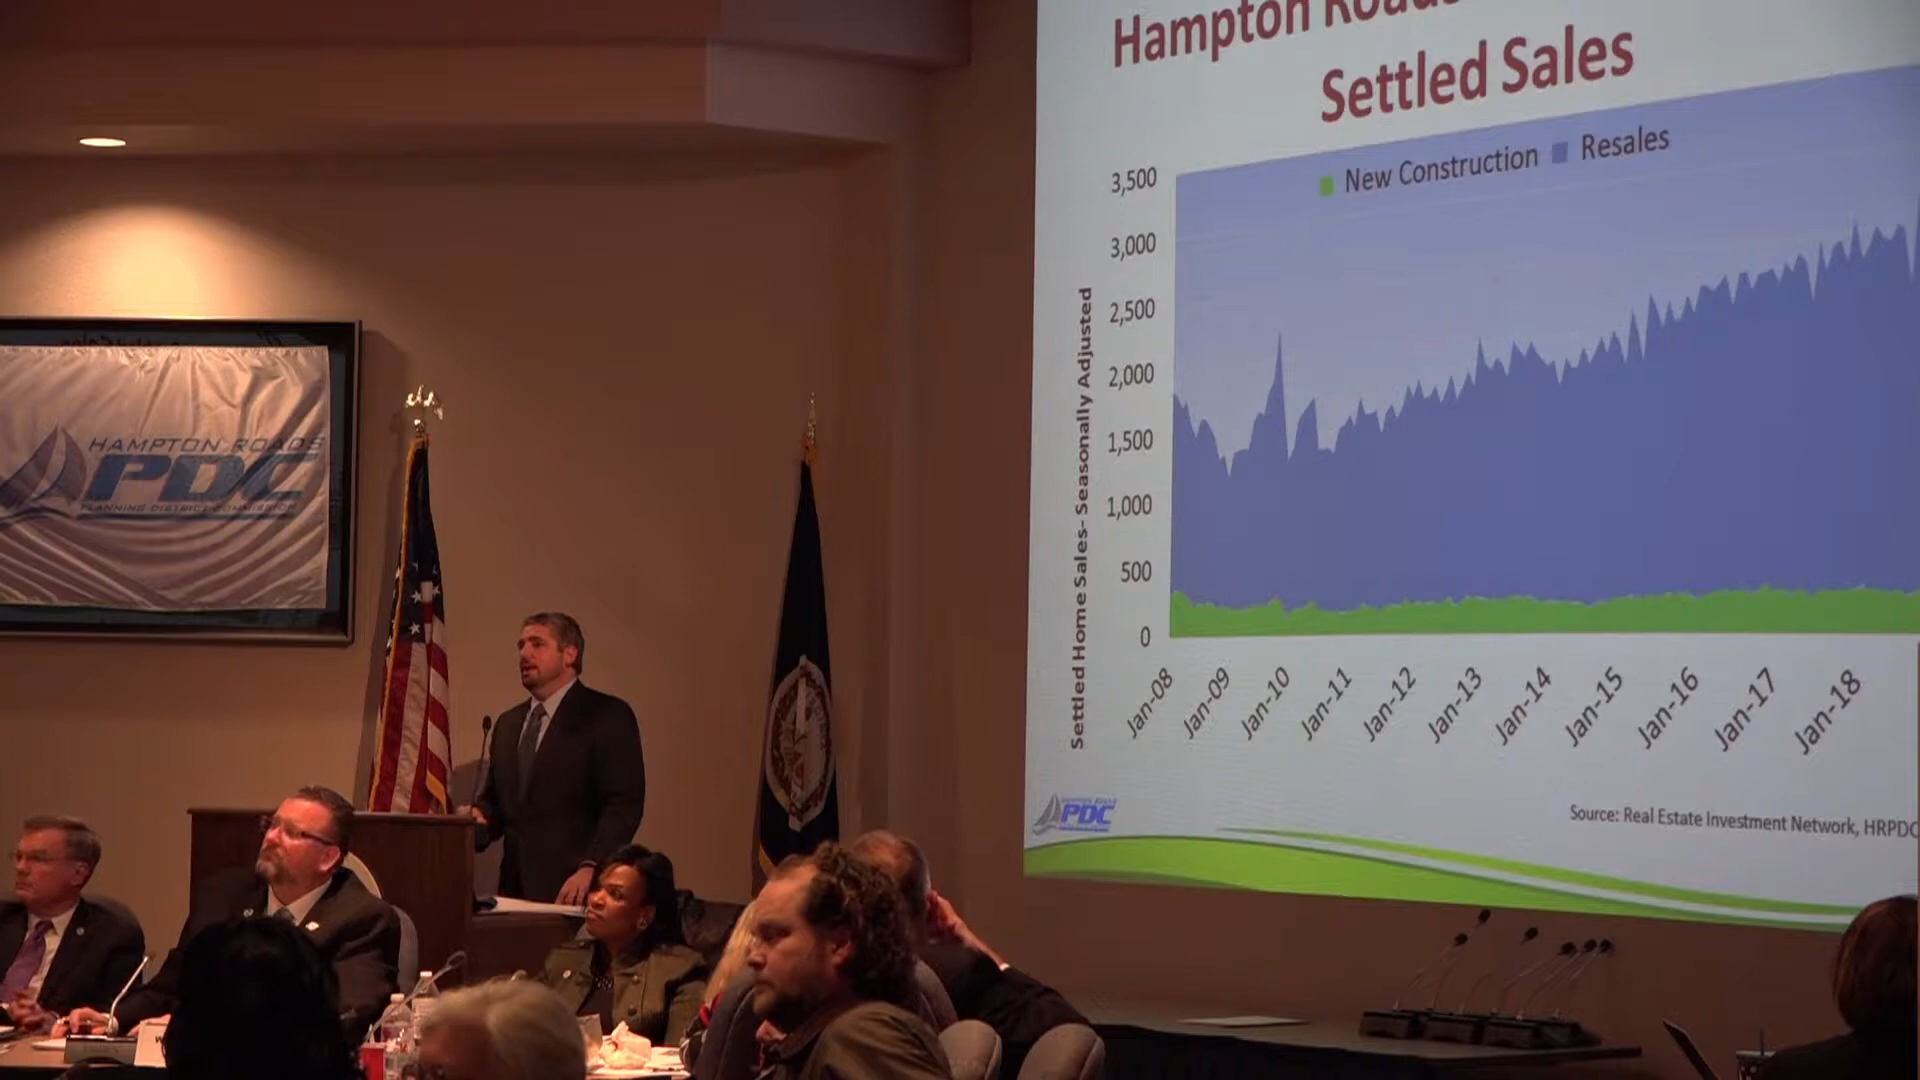 Hampton Roads
Settled Sales
New Construction Resales
3,500
3,000
2,500
2,000
1,500
1,000
500
0
Settled Home Sales- Seasonally Adjusted
Jan-08
Jan-09
Jan-10
Jan-11
Jan-12
Jan-13
Jan-14
Jan-15
Jan-16
Jan-17
Jan-18
PDC
Source: Real Estate Investment Network, HRPDC
HAMPTON ROADS
PDC
PLANNING DISTRICT COMMISSION